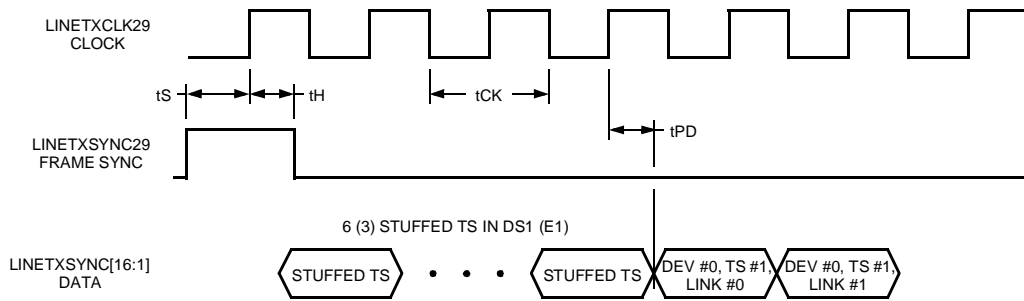 LINETXCLK29
CLOCK
tS
tH
tCK
tPD
LINETXSYNC29
FRAME SYNC
6 (3) STUFFED TS IN DS1 (E1)
LINETXSYNC[16:1]
DATA
STUFFED TS
STUFFED TS
DEV #0, TS #1,
LINK #0
DEV #0, TS #1,
LINK #1